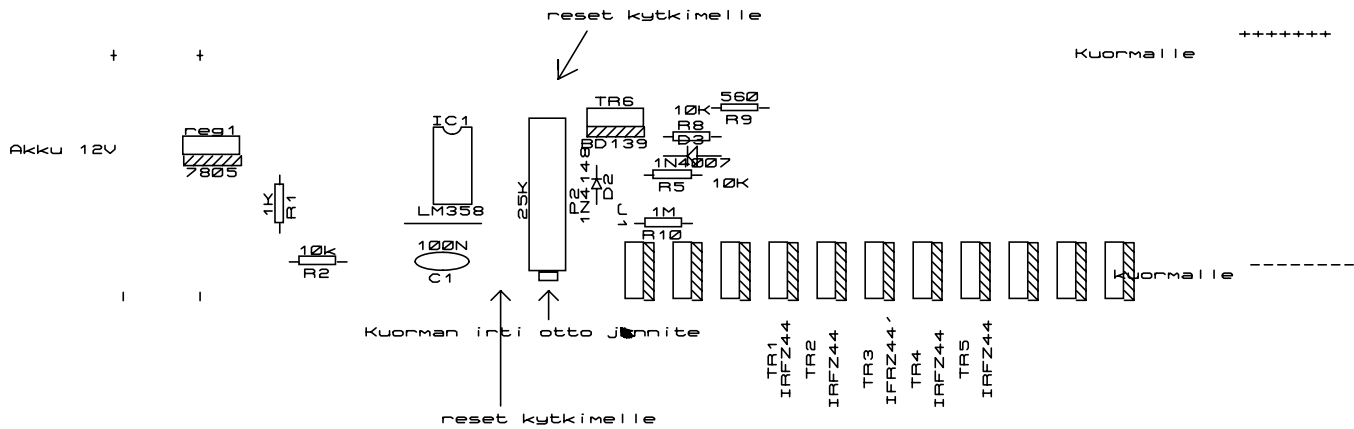 reset kytkimelle
+++++++
Kuormalle
+ +
560
TR6
10K
R9
IC1
reg1
R8
D3
BD139
Akku 12V
7805
1N4007
1N4148
R5
10K
1K
R1
25K
P2
D2
LM358
J1
1M
R10
100N
10k
R2
C1
Kuormalle
-------
Kuorman irti otto
TR1
IRFZ44
TR2
IRFZ44
TR3
IFRZ44´
TR4
IRFZ44
TR5
IRFZ44
reset kytkimelle